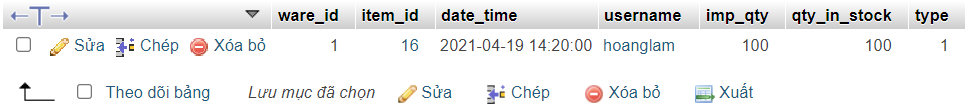 ware_id item_id date_time username imp_qty qty_in_stock type
Sửa Chép Xóa bỏ 1 16 2021-04-19 14:20:00 hoanglam 100 100 1
Theo dõi bảng Lưu mục đã chọn Sửa Chép Xóa bỏ Xuất